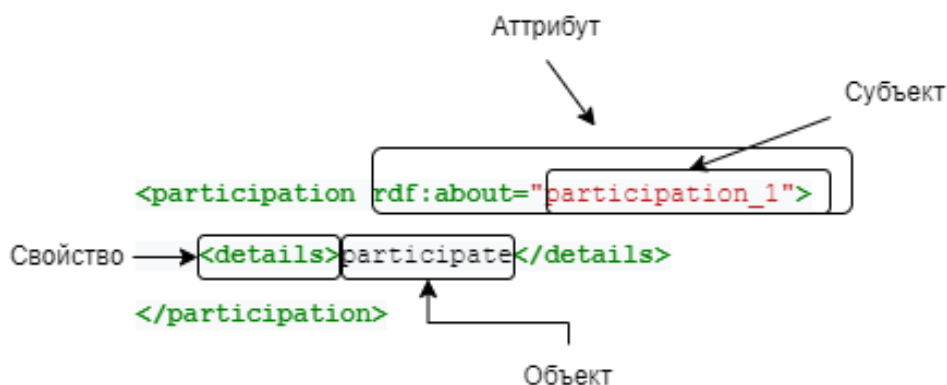 Аттрибут
Субъект
<participation rdf:about="participation_1">
Свойство <details>participate</details>
</participation>
Объект